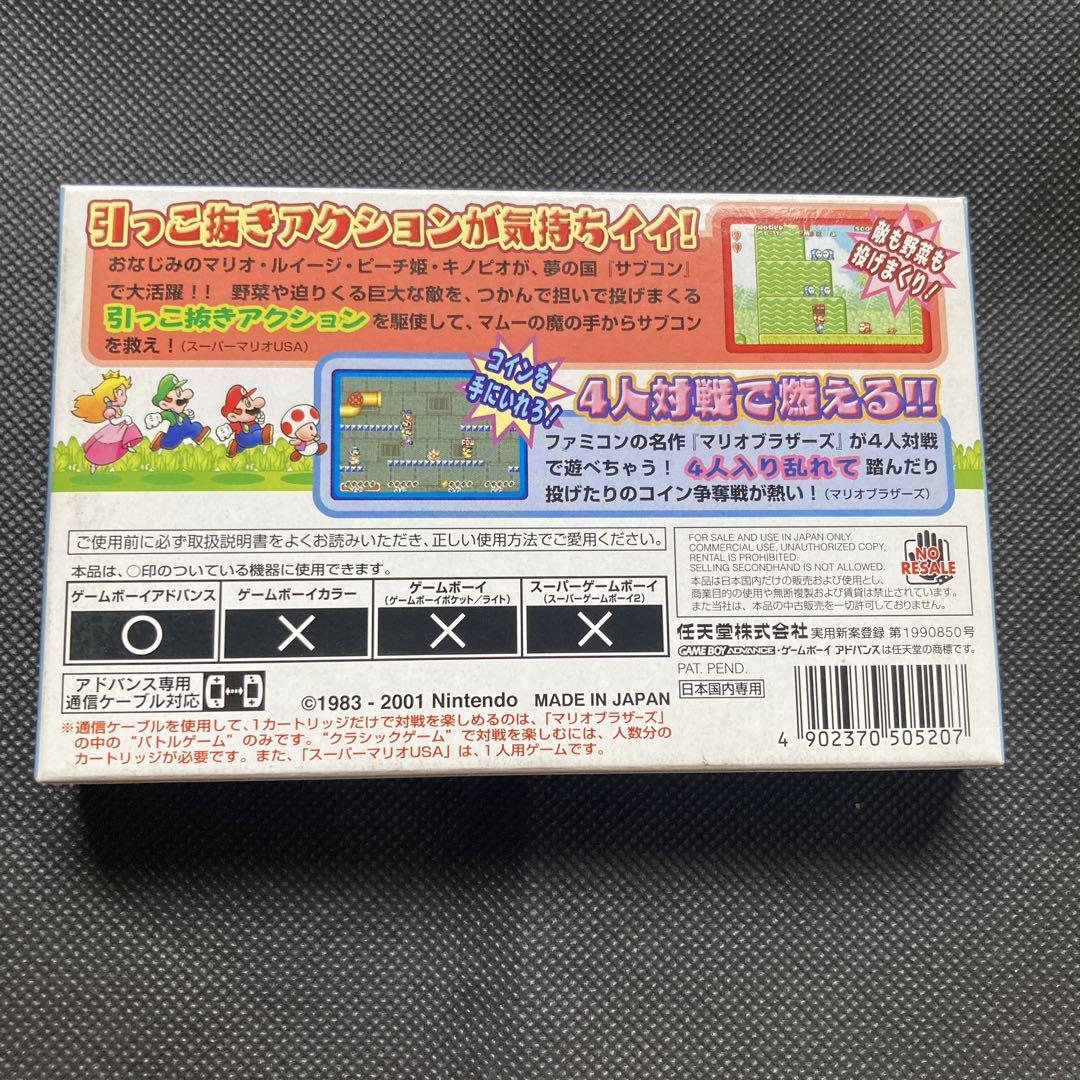 引っこ抜きアクションが気持ちイイ!
おなじみのマリオ・ルイージ・ピーチ姫・キノピオが、夢の国『サブコン』
で大活躍!! 野菜や迫りくる巨大な敵を、つかんで担いで投げまくる
引っこ抜きアクションを駆使して、マムーの魔の手からサブコン
を救え!(スーパーマリオUSA)
敵も野菜も
投げまくり!
コインを
手にいれろ!
4人対戦で燃える!!
ファミコンの名作『マリオブラザーズ』が4人対戦
で遊べちゃう! 4人入り乱れて 踏んだり
投げたりのコイン争奪戦が熱い!(マリオブラザーズ)
ご使用前に必ず取扱説明書をよくお読みいただき、正しい使用方法でご愛用ください。
本品は、○印のついている機器に使用できます。
ゲームボーイアドバンス
○
ゲームボーイカラー
×
ゲームボーイ
(ゲームボーイポケット/ライト)
×
スーパーゲームボーイ
(スーパーゲームボーイ2)
×
アドバンス専用
通信ケーブル対応
©1983 - 2001 Nintendo MADE IN JAPAN
※通信ケーブルを使用して、1カートリッジだけで対戦を楽しめるのは、「マリオブラザーズ」
の中の"バトルゲーム"のみです。"クラシックゲーム"で対戦を楽しむには、人数分の
カートリッジが必要です。また、「スーパーマリオUSA」は、1人用ゲームです。
FOR SALE AND USE IN JAPAN ONLY.
COMMERCIAL USE, UNAUTHORIZED COPY,
RENTAL IS PROHIBITED.
SELLING SECONDHAND IS NOT ALLOWED.
本品は日本国内だけの販売および使用とし、
商業目的の使用や無断複製および賃貸は禁止されています。
また当社は、本品の中古販売を一切許可しておりません。
NO
RESALE
任天堂株式会社 実用新案登録 第1990850号
GAME BOY ADVANCE・ゲームボーイ アドバンスは任天堂の商標です。
PAT. PEND.
日本国内専用
4 902370 505207